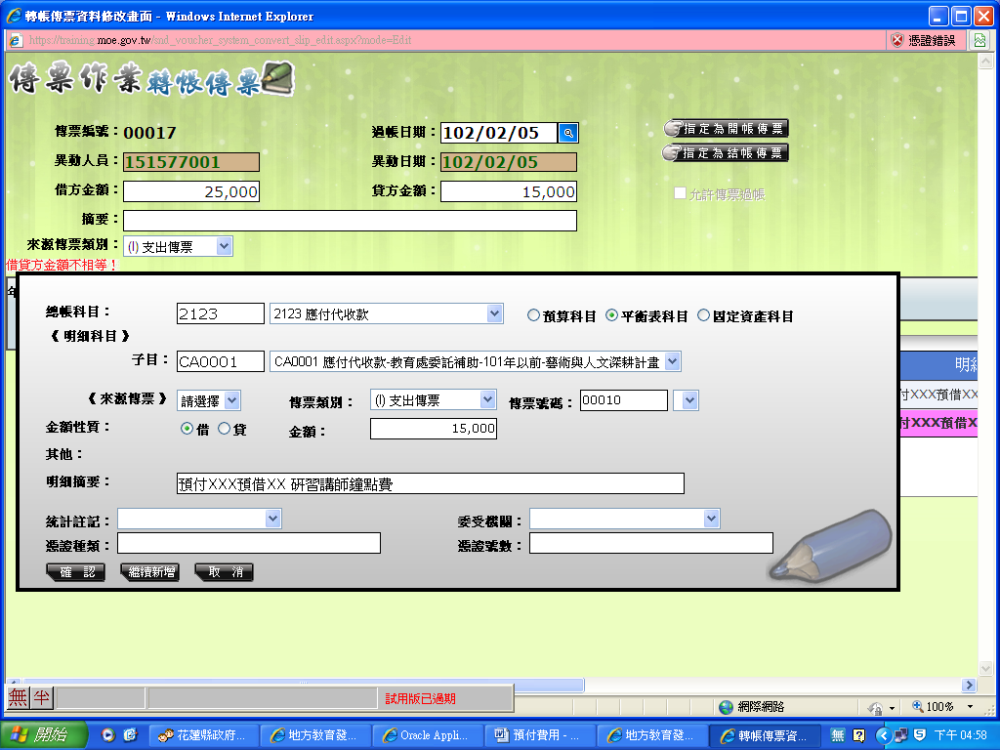 轉帳傳票資料修改畫面 - Windows Internet Explorer
https://training.moe.gov.tw/snd_voucher_system_convert_slip_edit.aspx?mode=Edit 憑證錯誤
傳票作業 轉帳傳票
傳票編號：00017 過帳日期：102/02/05 指定為開帳傳票
異動人員：151577001 異動日期：102/02/05 指定為結帳傳票
借方金額：25,000 貸方金額：15,000 允許傳票過帳
摘要：
來源傳票類別：(I) 支出傳票
借貸方金額不相等！
總帳科目：2123 2123 應付代收款 預算科目 平衡表科目 固定資產科目
《 明細科目 》
子目：CA0001 CA0001 應付代收款-教育處委託補助-101年以前-藝術與人文深耕計畫
《 來源傳票 》 請選擇 傳票類別：(I) 支出傳票 傳票號碼：00010
金額性質：借 貸 金額：15,000
其他：
明細摘要：預付XXX預借XX 研習講師鐘點費
統計註記： 委受機關：
憑證種類： 憑證號數：
確 認 繼續新增 取 消
付XXX預借XX
付XXX預借X
無 半 試用版已過期
網際網路 100%
開始 花蓮縣政府... 地方教育發... Oracle Appli... 預付費用 - ... 地方教育發... 轉帳傳票資... 無 下午 04:58